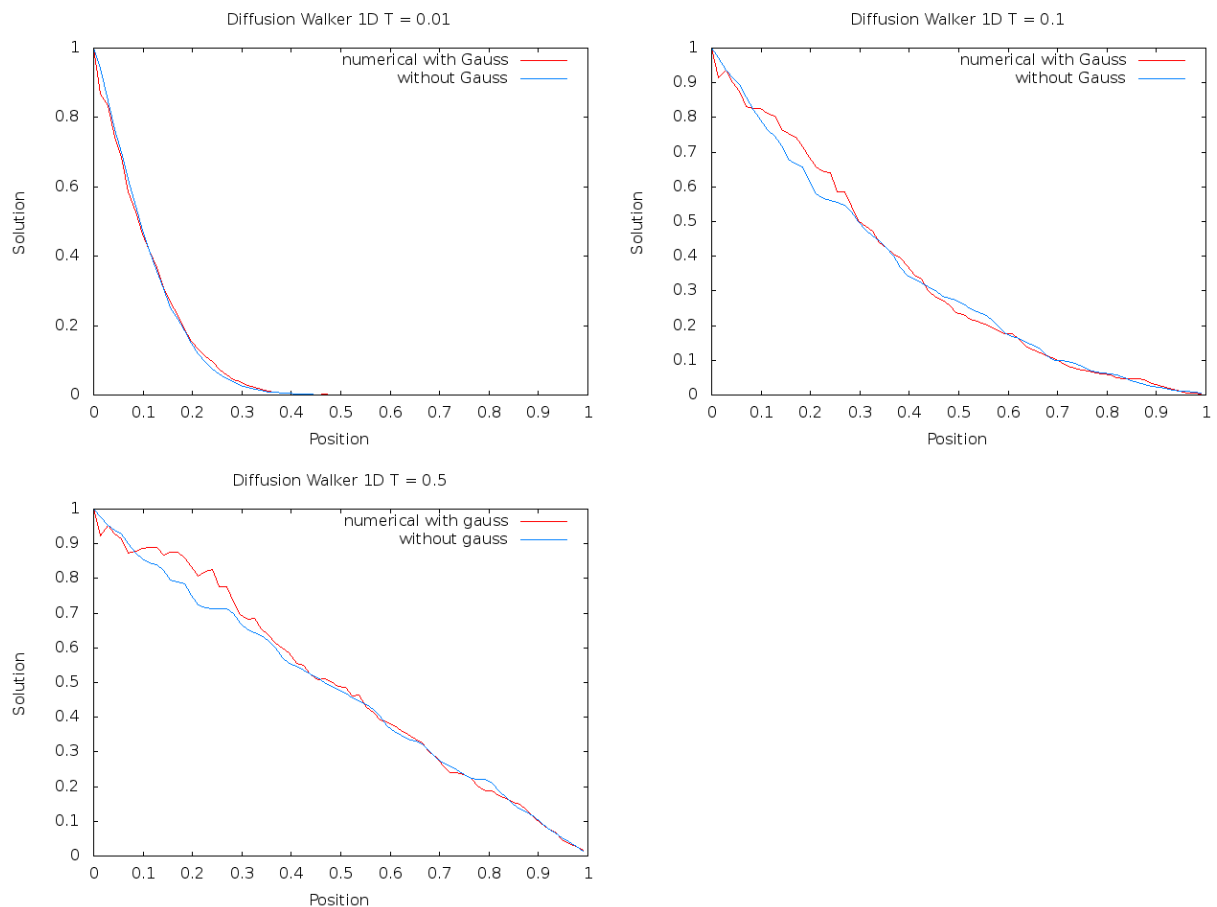 Diffusion Walker 1D T = 0.01
1
numerical with Gauss
without Gauss
0.8
0.6
Solution
0.4
0.2
0
0 0.1 0.2 0.3 0.4 0.5 0.6 0.7 0.8 0.9 1
Position
Diffusion Walker 1D T = 0.1
1
numerical with Gauss
0.9
without Gauss
0.8
0.7
0.6
Solution
0.5
0.4
0.3
0.2
0.1
0
0 0.1 0.2 0.3 0.4 0.5 0.6 0.7 0.8 0.9 1
Position
Diffusion Walker 1D T = 0.5
1
numerical with gauss
without gauss
0.9
0.8
0.7
0.6
Solution
0.5
0.4
0.3
0.2
0.1
0
0 0.1 0.2 0.3 0.4 0.5 0.6 0.7 0.8 0.9 1
Position